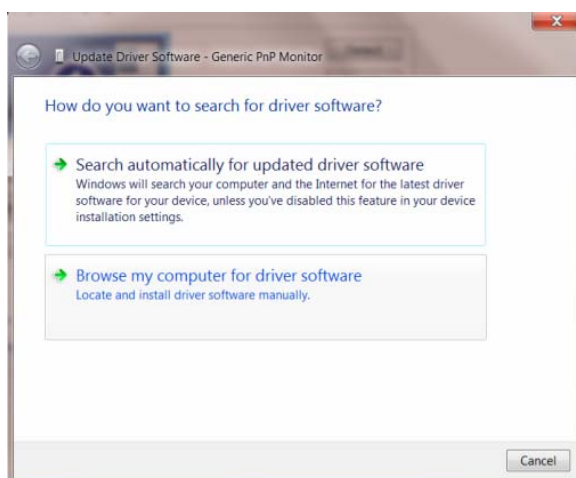 Update Driver Software - Generic PnP Monitor
How do you want to search for driver software?
Search automatically for updated driver software
Windows will search your computer and the Internet for the latest driver
software for your device, unless you've disabled this feature in your device
installation settings.
Browse my computer for driver software
Locate and install driver software manually.
Cancel